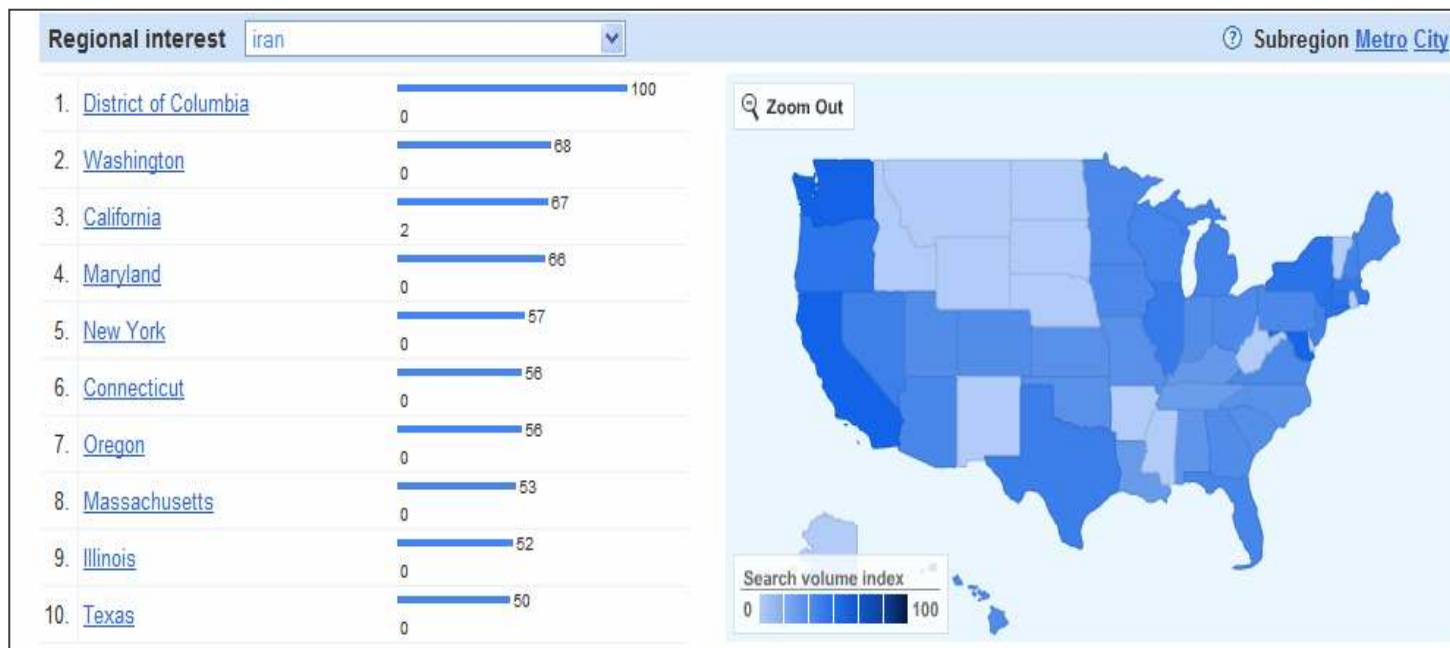 Regional interest iran
Subregion Metro City
1. District of Columbia 100
0
2. Washington 68
0
3. California 67
2
4. Maryland 66
0
5. New York 57
0
6. Connecticut 56
0
7. Oregon 56
0
8. Massachusetts 53
0
9. Illinois 52
0
10. Texas 50
0
Zoom Out
Search volume index
0 100